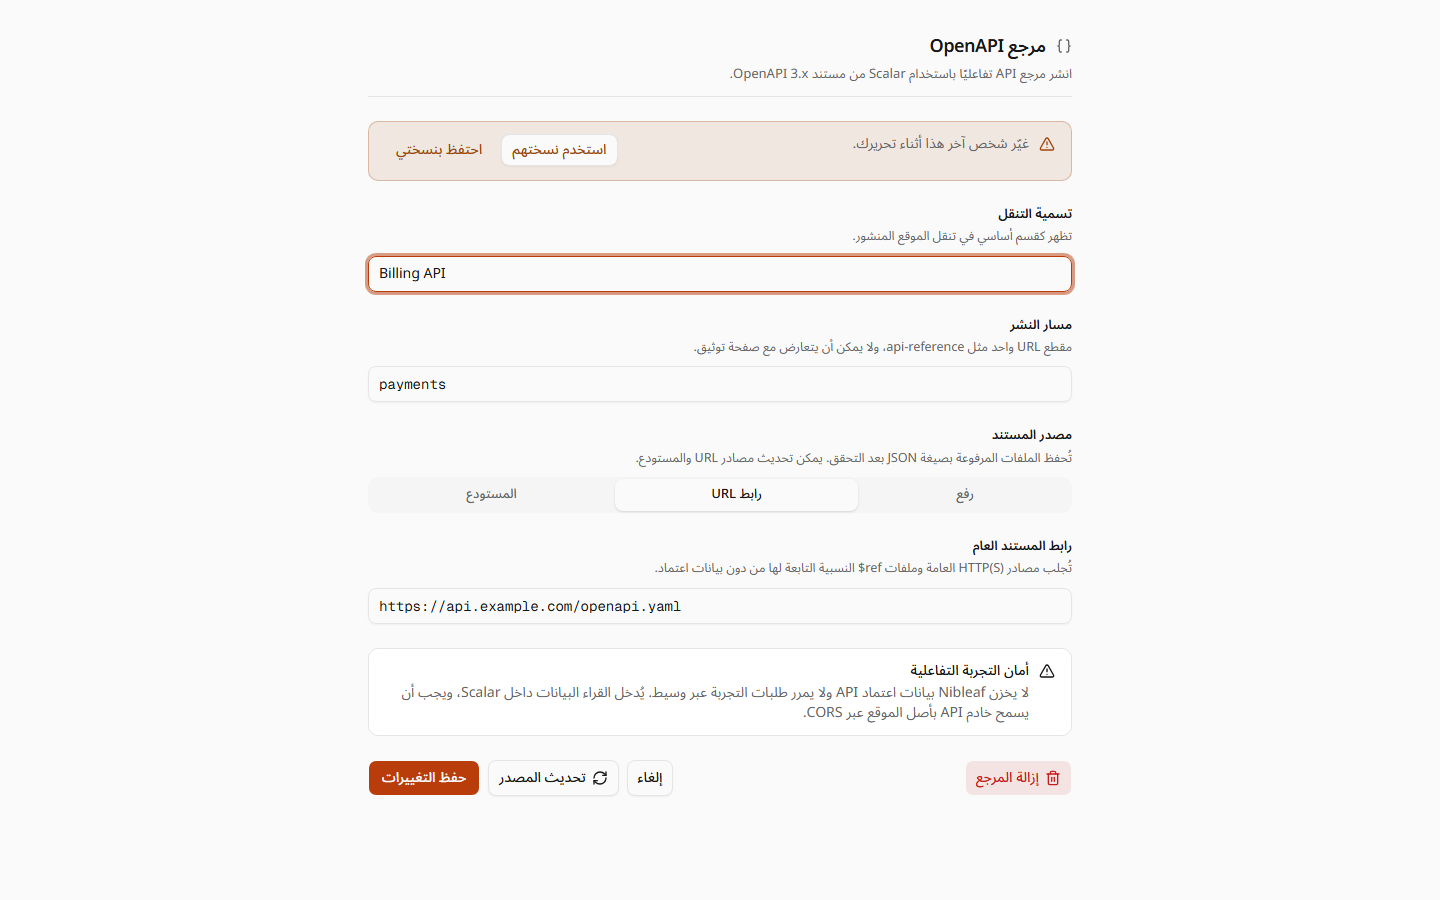 مرجع OpenAPI
انشر مرجع API تفاعليًا باستخدام Scalar من مستند OpenAPI 3.x.
غيّر شخص آخر هذا أثناء تحريرك.
استخدم نسختهم
احتفظ بنسختي
تسمية التنقل
تظهر كقسم أساسي في تنقل الموقع المنشور.
Billing API
مسار النشر
مقطع URL واحد مثل api-reference، ولا يمكن أن يتعارض مع صفحة توثيق.
payments
مصدر المستند
تُحفظ الملفات المرفوعة بصيغة JSON بعد التحقق. يمكن تحديث مصادر URL والمستودع.
رفع
رابط URL
المستودع
رابط المستند العام
تُجلب مصادر HTTP(S) العامة وملفات $ref النسبية التابعة لها من دون بيانات اعتماد.
https://api.example.com/openapi.yaml
أمان التجربة التفاعلية
لا يخزن Nibleaf بيانات اعتماد API ولا يمرر طلبات التجربة عبر وسيط. يُدخل القراء البيانات داخل Scalar، ويجب أن
يسمح خادم API بأصل الموقع عبر CORS.
إزالة المرجع
إلغاء
تحديث المصدر
حفظ التغييرات